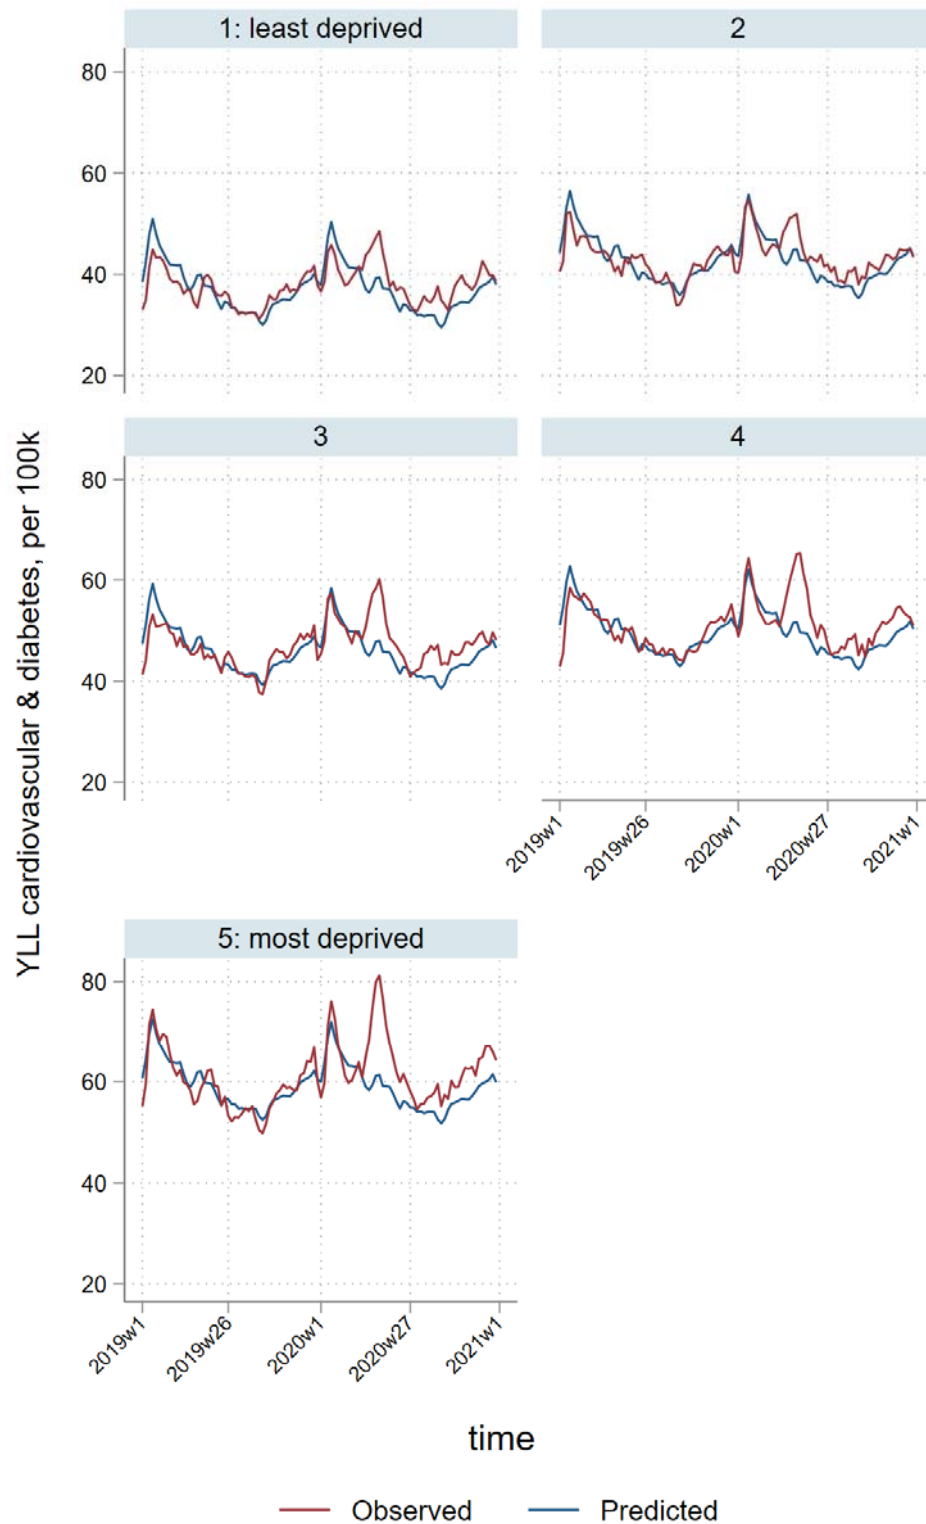 1: least deprived
2
80
60
40
20
3
4
80
60
40
20
2019w1
2019w26
2020w1
2020w27
2021w1
5: most deprived
80
60
40
20
2019w1
2019w26
2020w1
2020w27
2021w1
YLL cardiovascular & diabetes, per 100k
time
Observed
Predicted